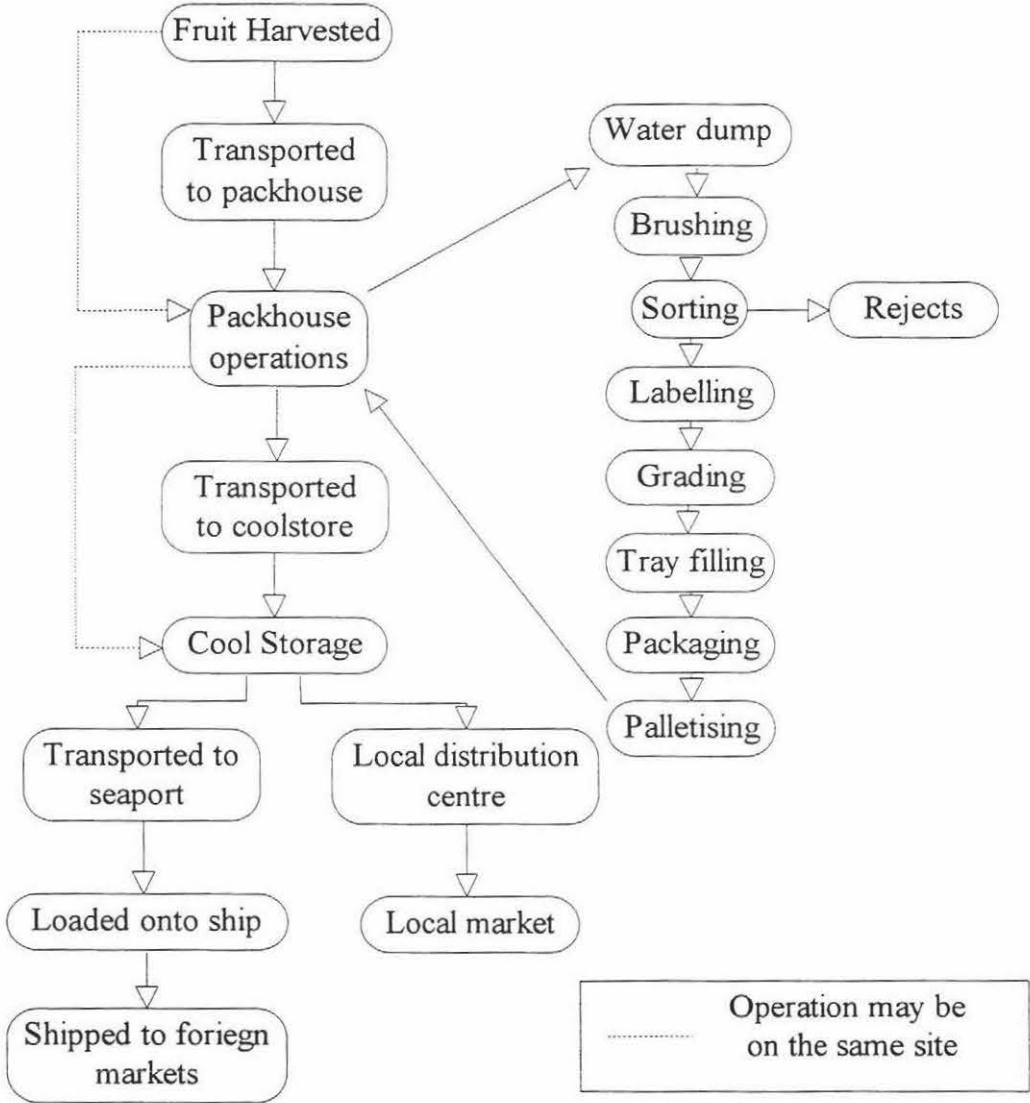 Fruit Harvested
Transported
to packhouse
Packhouse
operations
Transported
to coolstore
Cool Storage
Transported to
seaport
Loaded onto ship
Shipped to foriegn
markets
Local distribution
centre
Local market
Water dump
Brushing
Sorting
Rejects
Labelling
Grading
Tray filling
Packaging
Palletising
Operation may be
on the same site